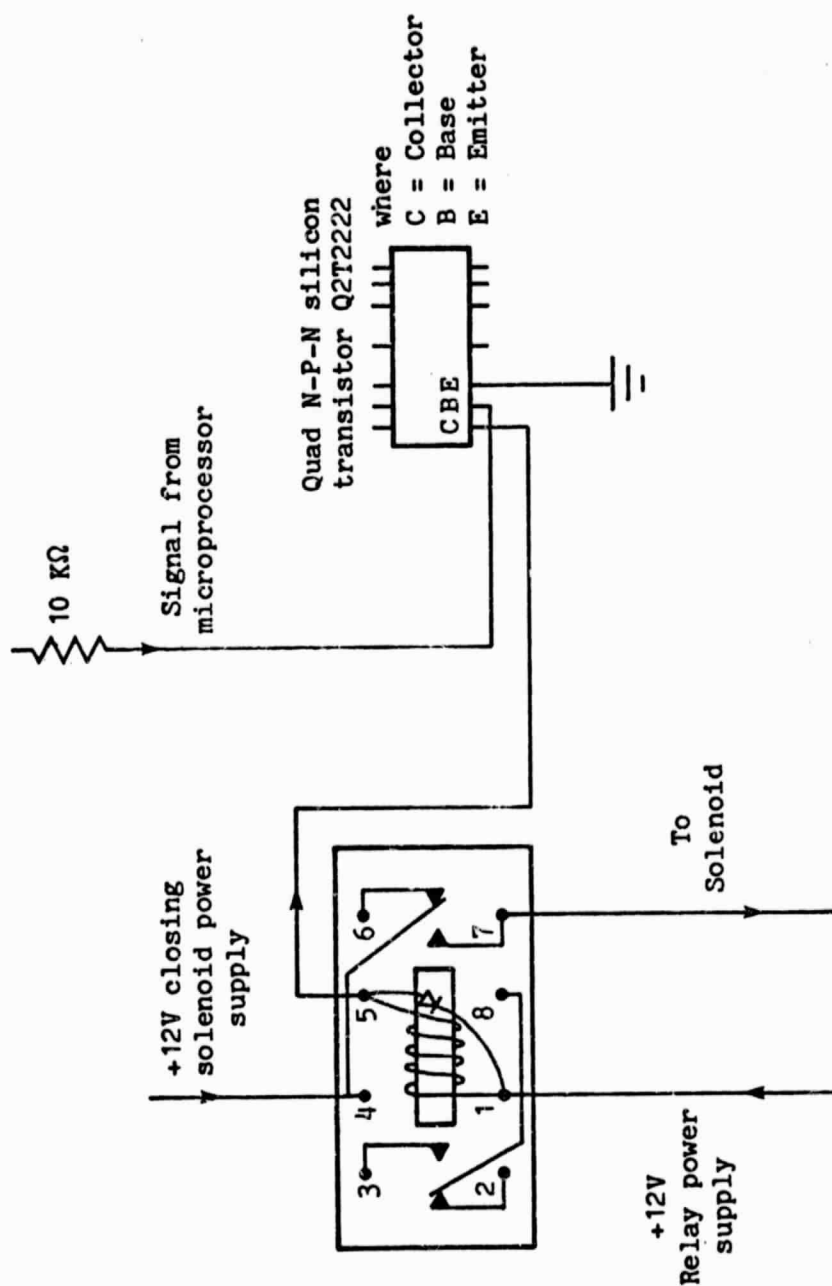 10 KΩ
Signal from
microprocessor
Quad N-P-N silicon
transistor Q2T2222
where
C = Collector
B = Base
E = Emitter
CBE
+12V closing
solenoid power
supply
3
4
5
6
2
1
8
7
+12V
Relay power
supply
To
Solenoid